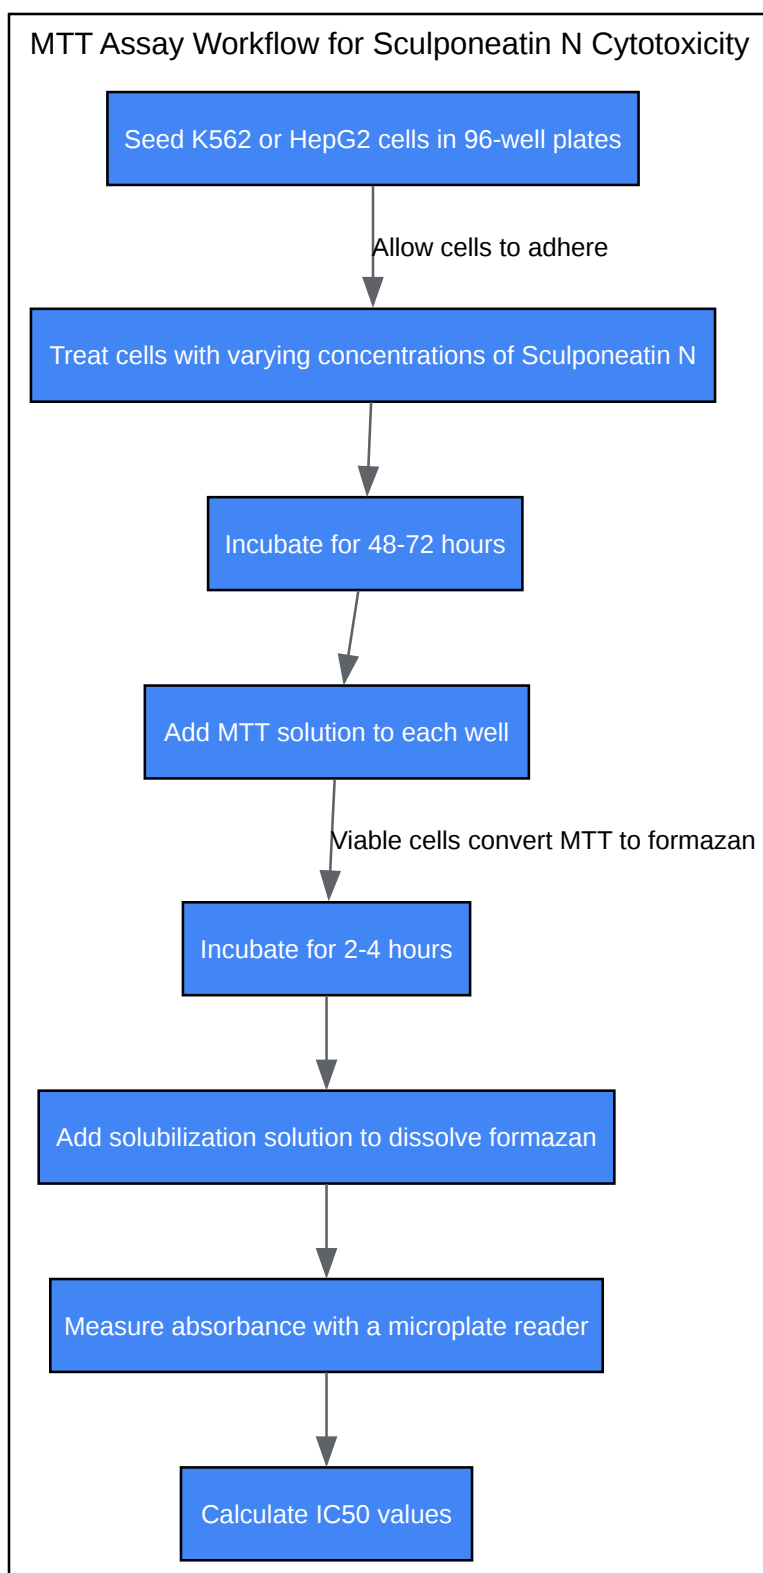 MTT Assay Workflow for Sculponeatin N Cytotoxicity
Seed K562 or HepG2 cells in 96-well plates
Allow cells to adhere
Treat cells with varying concentrations of Sculponeatin N
Incubate for 48-72 hours
Add MTT solution to each well
Viable cells convert MTT to formazan
Incubate for 2-4 hours
Add solubilization solution to dissolve formazan
Measure absorbance with a microplate reader
Calculate IC50 values